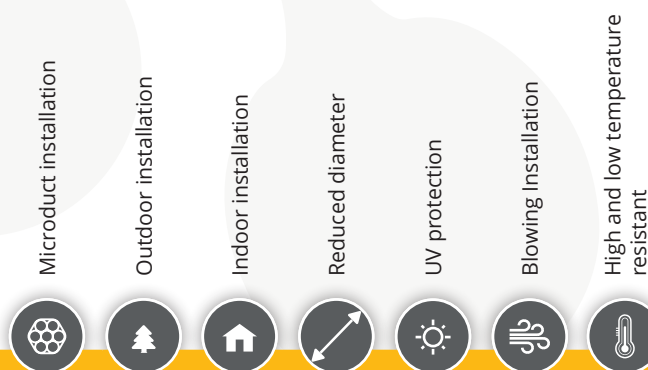 Microduct installation
Outdoor installation
Indoor installation
Reduced diameter
UV protection
Blowing Installation
High and low temperature
resistant